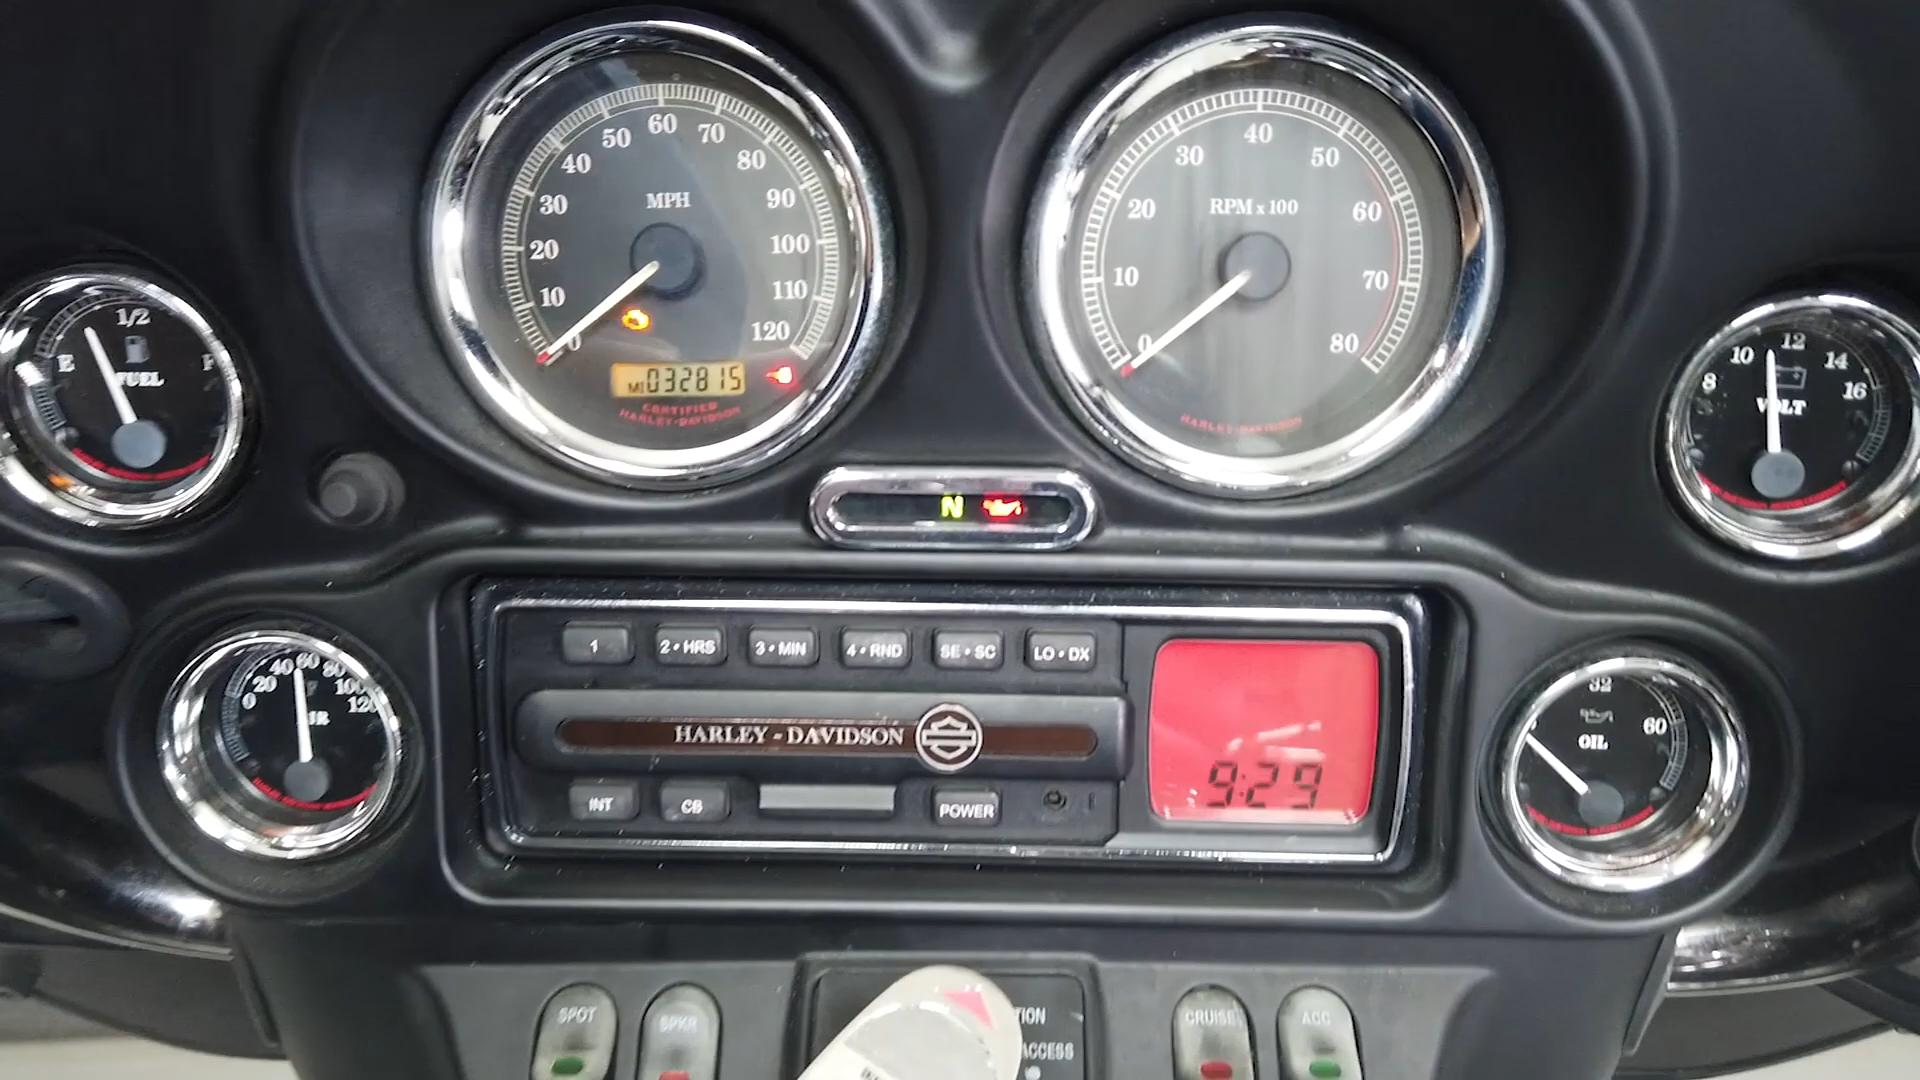 50 60 70
40 80
30 MPH 90
20 100
10 110
0 120
MI 032815
CERTIFIED
HARLEY-DAVIDSON
40
30 50
20 RPM x 100 60
10 70
0 80
HARLEY-DAVIDSON
1/2
E F
FUEL
10 12 14
8 16
VOLT
N
40 60 80
20 100
0 120
AIR
1 2•HRS 3•MIN 4•RND SE•SC LO•DX
HARLEY-DAVIDSON
INT CB POWER
9:29
32
60
OIL
SPOT SPKR
CRUISE ACC
TION
ACCESS